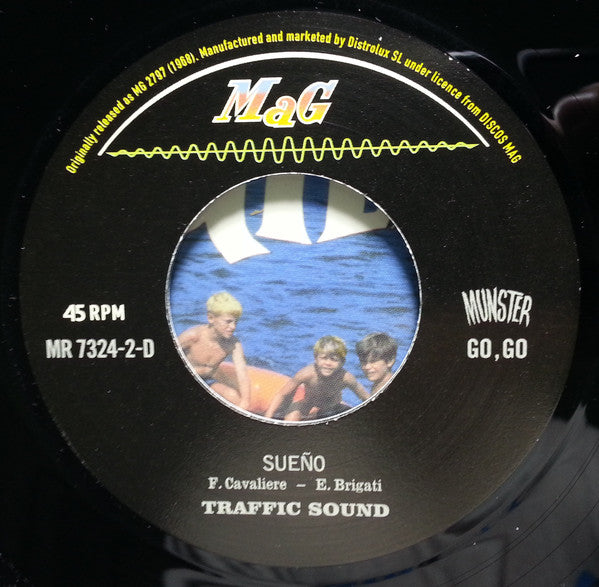 Originally released as MG 2797 (1968). Manufactured and marketed by Distrolux SL under licence from DISCOS MAG
MaG
45 RPM
MR 7324-2-D
MUNSTER
GO, GO
SUEÑO
F. Cavaliere - E. Brigati
TRAFFIC SOUND